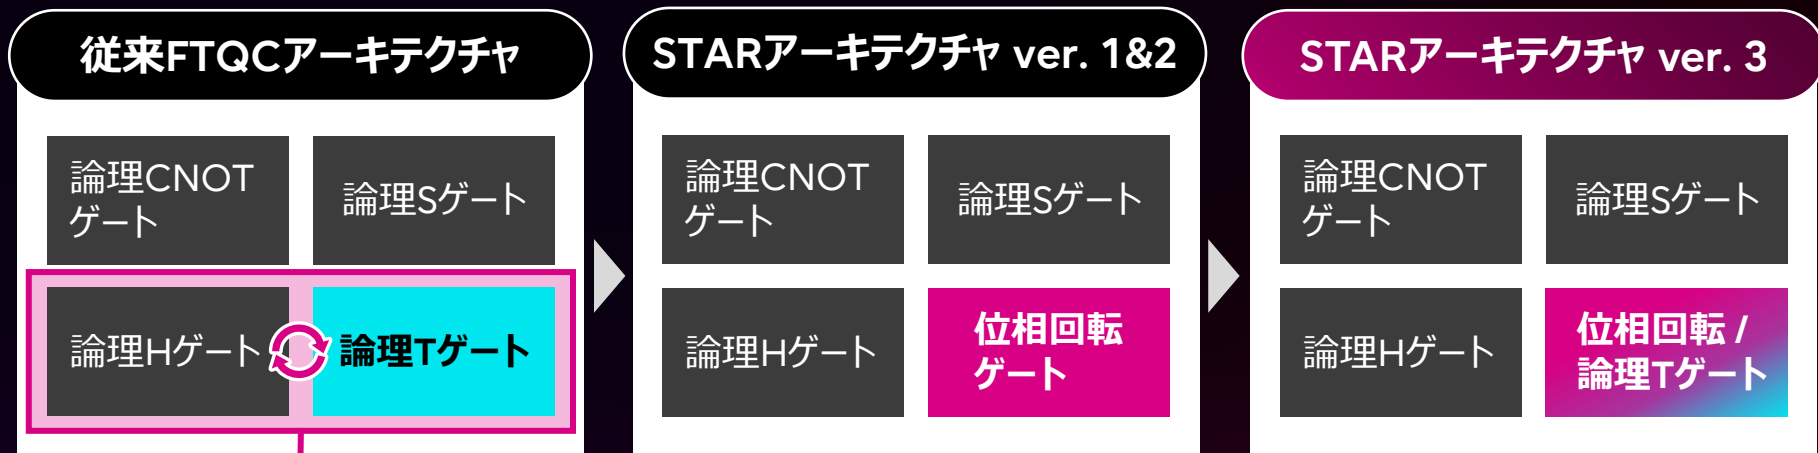 従来FTQCアーキテクチャ
論理CNOT
ゲート
論理Sゲート
論理Hゲート
論理Tゲート
STARアーキテクチャ ver. 1&2
論理CNOT
ゲート
論理Sゲート
論理Hゲート
位相回転
ゲート
STARアーキテクチャ ver. 3
論理CNOT
ゲート
論理Sゲート
論理Hゲート
位相回転 /
論理Tゲート